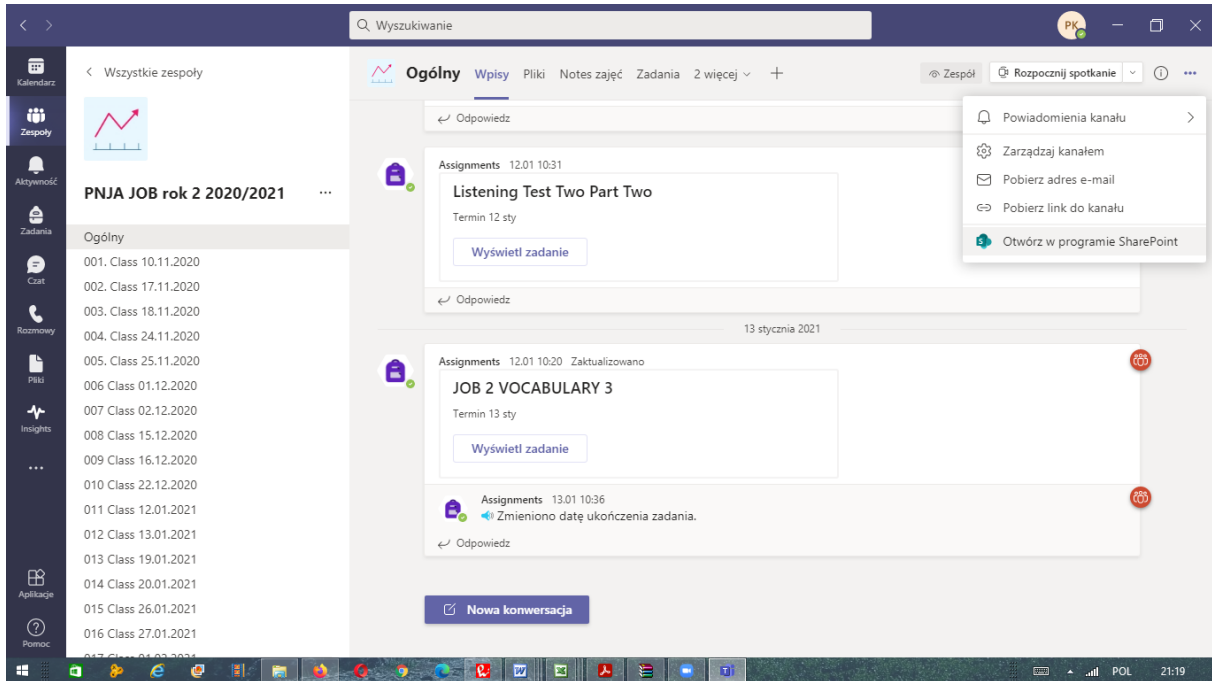 Wyszukiwanie
PK
Kalendarz
Zespoły
Aktywność
Zadania
Czat
Rozmowy
Pliki
Insights
Aplikacje
Pomoc
Wszystkie zespoły
PNJA JOB rok 2 2020/2021
Ogólny
001. Class 10.11.2020
002. Class 17.11.2020
003. Class 18.11.2020
004. Class 24.11.2020
005. Class 25.11.2020
006 Class 01.12.2020
007 Class 02.12.2020
008 Class 15.12.2020
009 Class 16.12.2020
010 Class 22.12.2020
011 Class 12.01.2021
012 Class 13.01.2021
013 Class 19.01.2021
014 Class 20.01.2021
015 Class 26.01.2021
016 Class 27.01.2021
Ogólny Wpisy Pliki Notes zajęć Zadania 2 więcej
Zespół Rozpocznij spotkanie
Powiadomienia kanału
Zarządzaj kanałem
Pobierz adres e-mail
Pobierz link do kanału
Otwórz w programie SharePoint
Odpowiedz
Assignments 12.01 10:31
Listening Test Two Part Two
Termin 12 sty
Wyświetl zadanie
Odpowiedz
13 stycznia 2021
Assignments 12.01 10:20 Zaktualizowano
JOB 2 VOCABULARY 3
Termin 13 sty
Wyświetl zadanie
Assignments 13.01 10:36
Zmieniono datę ukończenia zadania.
Odpowiedz
Nowa konwersacja
POL 21:19